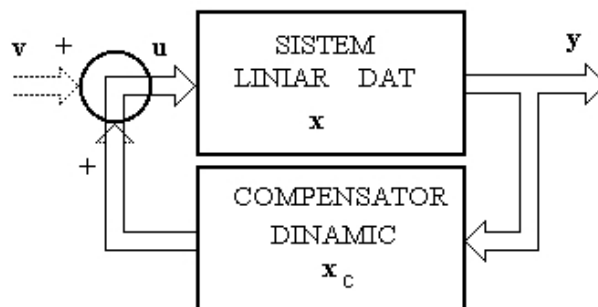 v + u
SISTEM
LINIAR DAT
x
y
+
COMPENSATOR
DINAMIC
x C